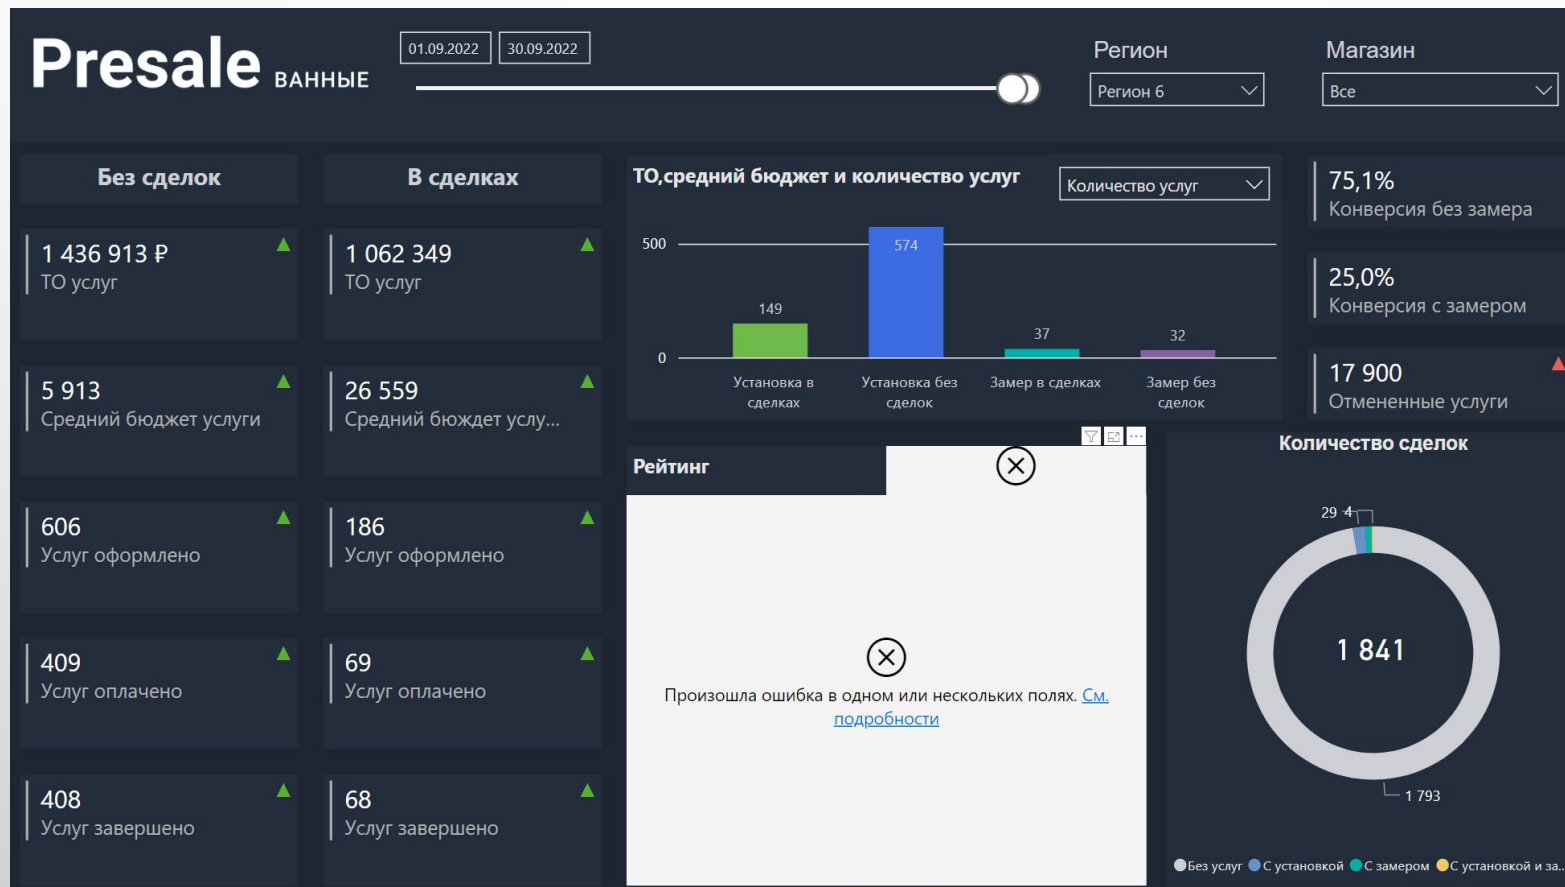 Presale ВАННЫЕ
01.09.2022 30.09.2022
Регион
Регион 6
Магазин
Все
Без сделок
1 436 913 ₽
ТО услуг
5 913
Средний бюджет услуги
606
Услуг оформлено
409
Услуг оплачено
408
Услуг завершено
В сделках
1 062 349
ТО услуг
26 559
Средний бюждет услу...
186
Услуг оформлено
69
Услуг оплачено
68
Услуг завершено
ТО,средний бюджет и количество услуг
Количество услуг
500
0
149
574
37
32
Установка в
сделках
Установка без
сделок
Замер в сделках
Замер без
сделок
75,1%
Конверсия без замера
25,0%
Конверсия с замером
17 900
Отмененные услуги
Рейтинг
Произошла ошибка в одном или нескольких полях. См.
подробности
Количество сделок
29 4
1 841
1 793
Без услуг С установкой С замером С установкой и за...